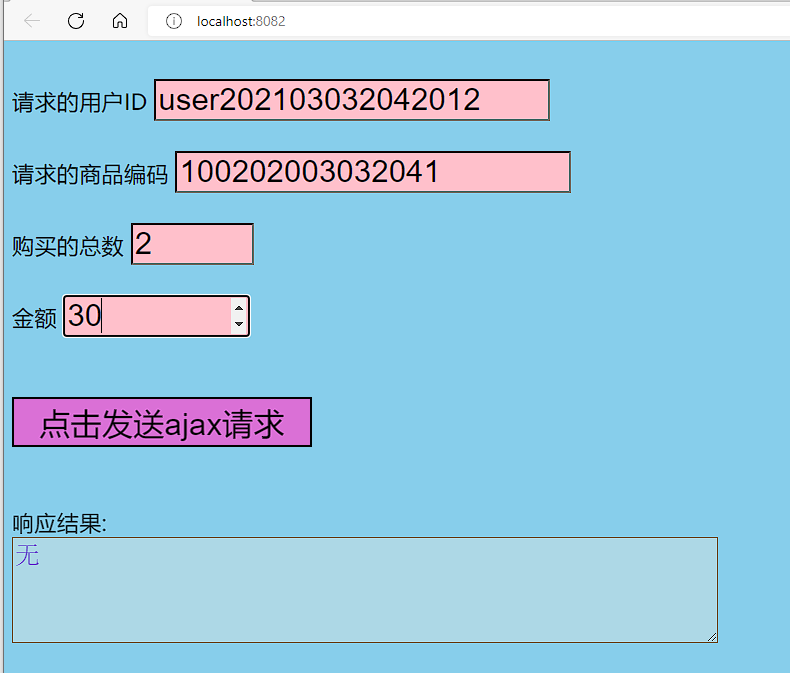 localhost:8082
请求的用户ID user202103032042012
请求的商品编码 100202003032041
购买的总数 2
金额 30
点击发送ajax请求
响应结果:
无